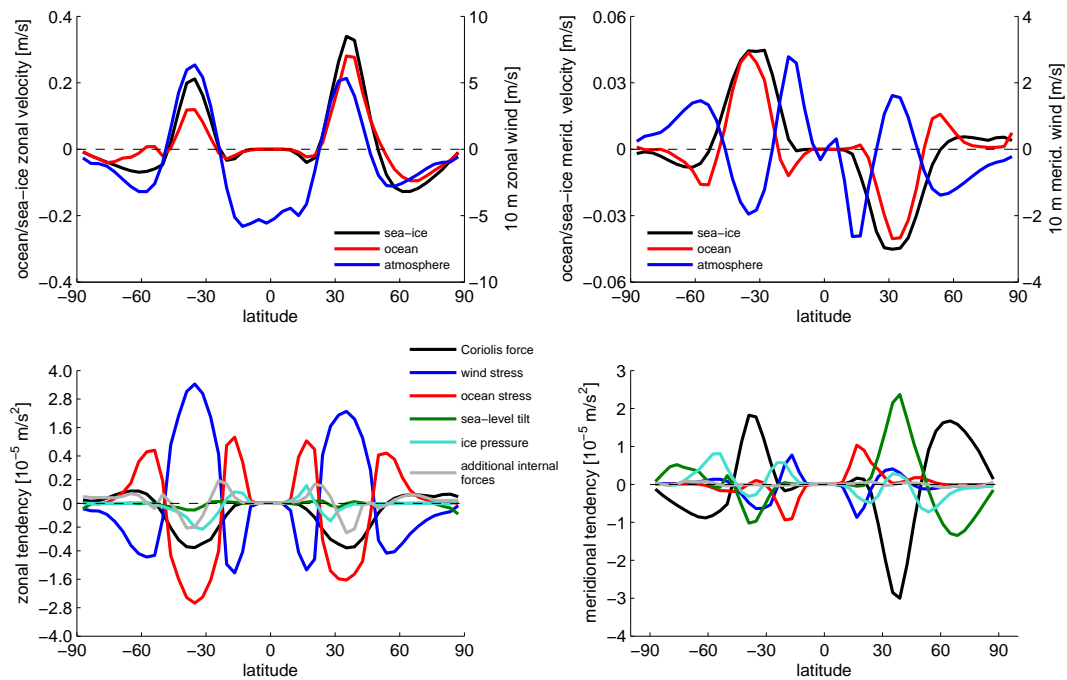 ocean/sea−ice zonal velocity [m/s]
0.4
0.2
0
−0.2
−0.4
10
5
0
−5
−10
10 m zonal wind [m/s]
sea−ice
ocean
atmosphere
−90 −60 −30 0 30 60 90
latitude
ocean/sea−ice merid. velocity [m/s]
0.06
0.03
0
−0.03
−0.06
4
2
0
−2
−4
10 m merid. wind [m/s]
sea−ice
ocean
atmosphere
−90 −60 −30 0 30 60 90
latitude
zonal tendency [10⁻⁵ m/s²]
4.0
2.8
1.6
0.4
0.2
0
−0.2
−0.4
−1.6
−2.8
−4.0
Coriolis force
wind stress
ocean stress
sea−level tilt
ice pressure
additional internal
forces
−90 −60 −30 0 30 60 90
latitude
meridional tendency [10⁻⁵ m/s²]
3
2
1
0
−1
−2
−3
−4
−90 −60 −30 0 30 60 90
latitude